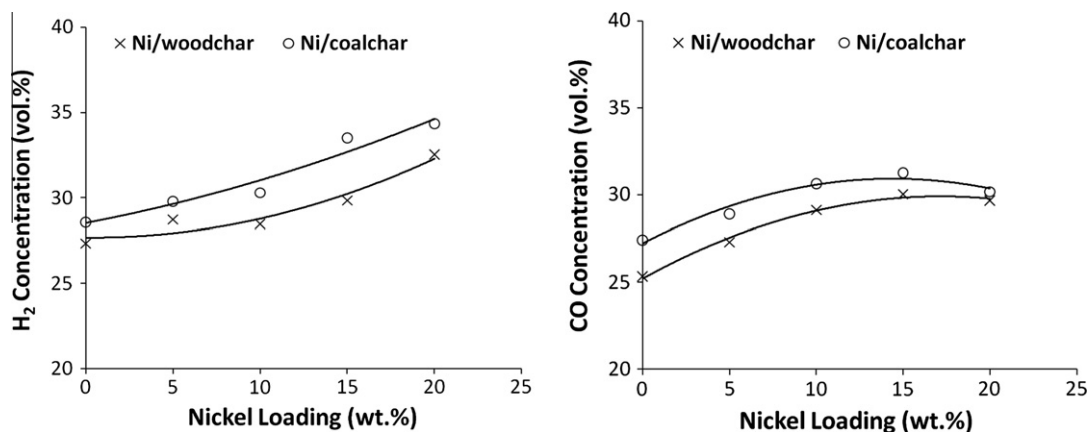 40
35
30
25
20
H₂ Concentration (vol.%)
× Ni/woodchar ○ Ni/coalchar
0 5 10 15 20 25
Nickel Loading (wt.%)
40
35
30
25
20
CO Concentration (vol.%)
× Ni/woodchar ○ Ni/coalchar
0 5 10 15 20 25
Nickel Loading (wt.%)